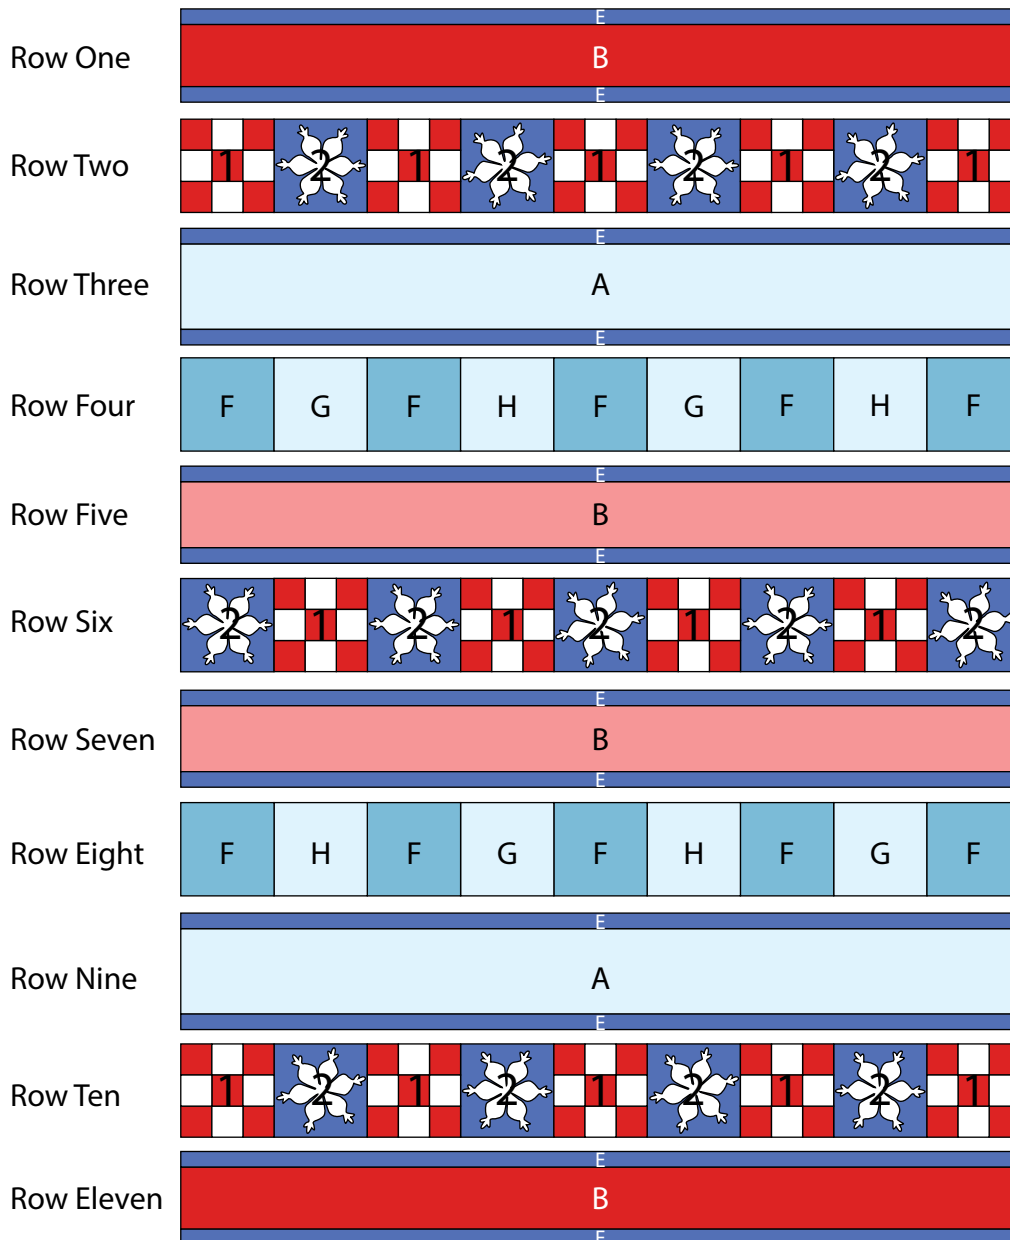 E
Row One B
E
Row Two 1 2 1 2 1 2 1 2 1
E
Row Three A
E
Row Four F G F H F G F H F
E
Row Five B
E
Row Six 2 1 2 1 2 1 2 1 2
E
Row Seven B
E
Row Eight F H F G F H F G F
E
Row Nine A
E
Row Ten 1 2 1 2 1 2 1 2 1
E
Row Eleven B
E